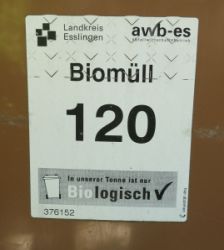 Landkreis
Esslingen
awb-es
Biomüll
120
In unserer Tonne ist nur
Biologisch
376152